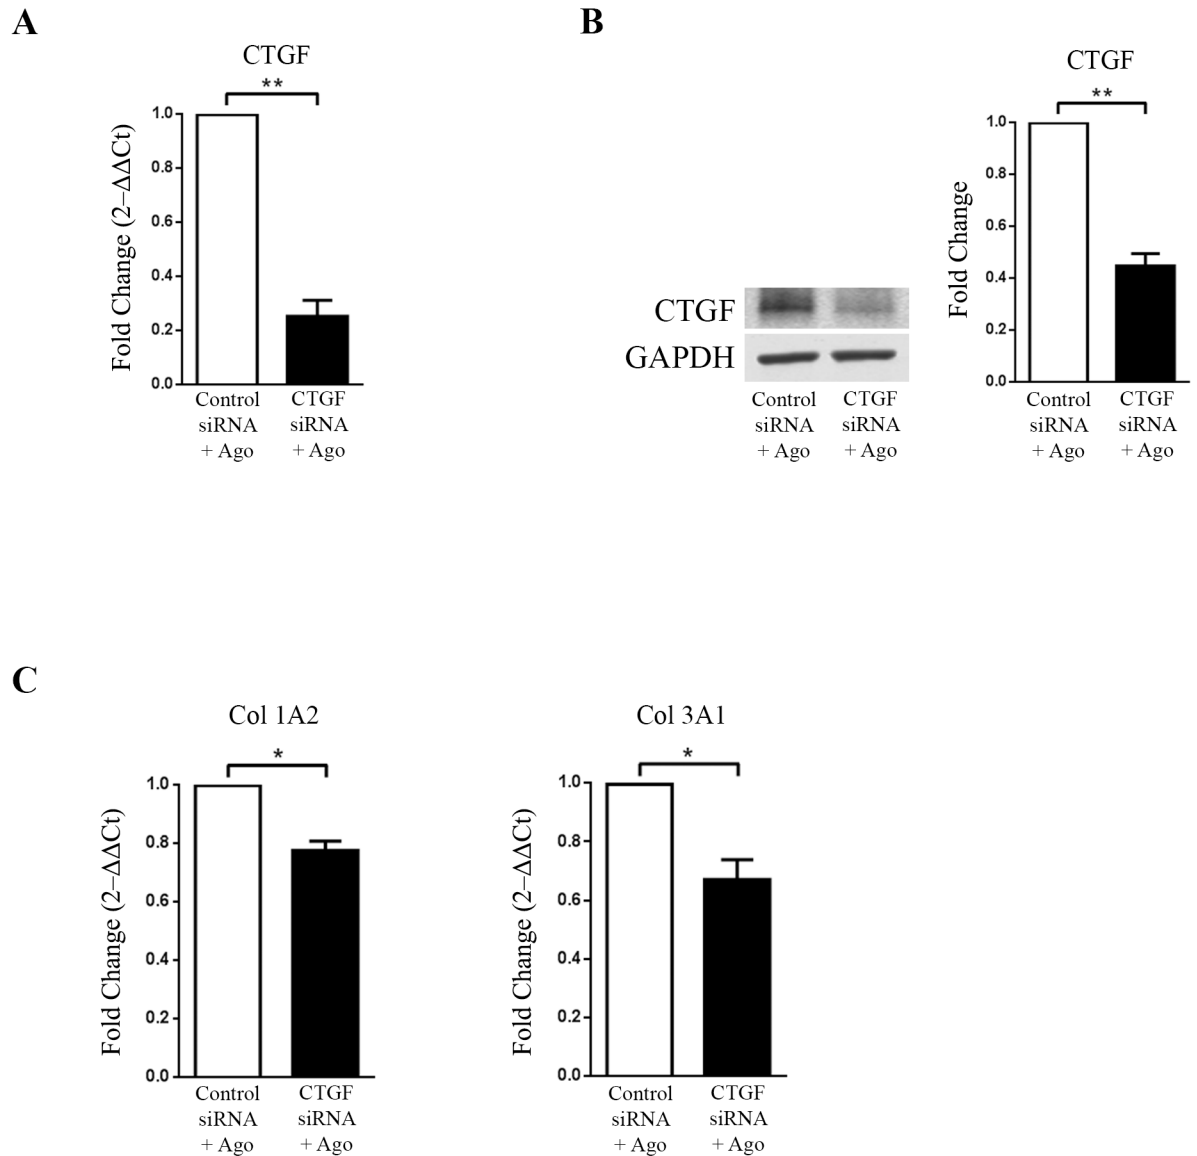 A
CTGF
**
Fold Change (2−ΔΔCt)
1.0
0.8
0.6
0.4
0.2
0.0
Control siRNA + Ago
CTGF siRNA + Ago
B
CTGF
GAPDH
Control siRNA + Ago
CTGF siRNA + Ago
CTGF
**
Fold Change
1.0
0.8
0.6
0.4
0.2
0.0
Control siRNA + Ago
CTGF siRNA + Ago
C
Col 1A2
*
Fold Change (2−ΔΔCt)
1.0
0.8
0.6
0.4
0.2
0.0
Control siRNA + Ago
CTGF siRNA + Ago
Col 3A1
*
Fold Change (2−ΔΔCt)
1.0
0.8
0.6
0.4
0.2
0.0
Control siRNA + Ago
CTGF siRNA + Ago